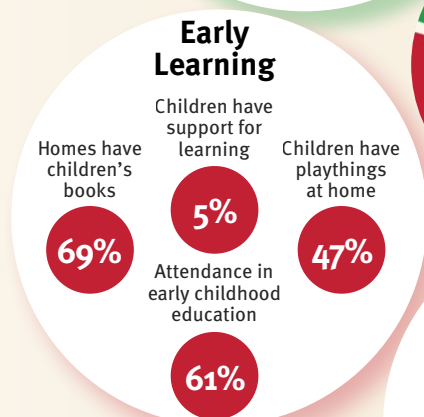 Early
Learning
Children have
support for
learning
5%
Homes have
children’s
books
69%
Children have
playthings
at home
47%
Attendance in
early childhood
education
61%